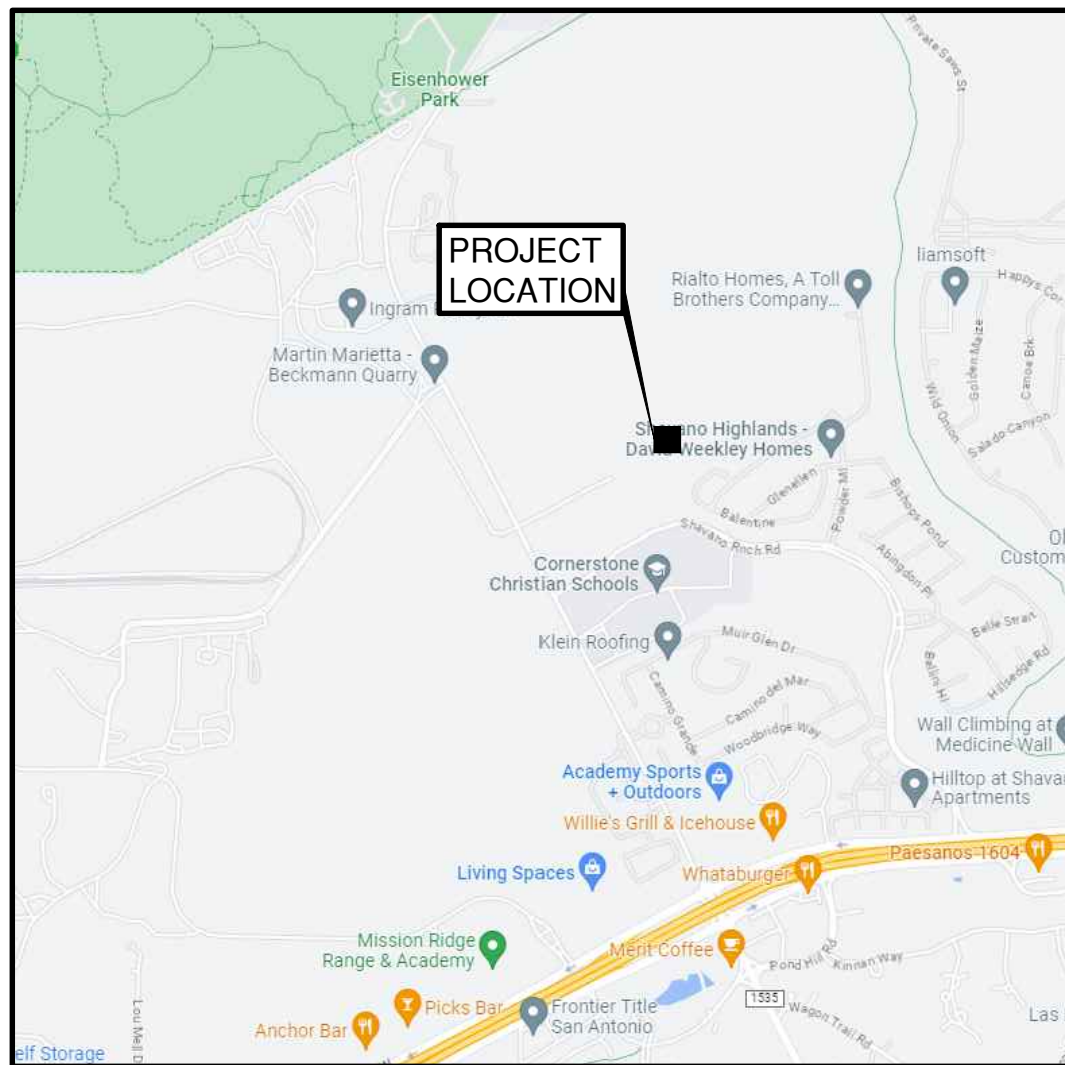 Private Saws St
Eisenhower
Park
PROJECT
LOCATION
liamsoft
Happys Cor
Rialto Homes, A Toll
Brothers Company...
Ingram
Golden Maize
Canoe Brk
Martin Marietta -
Beckmann Quarry
Wild Onion
Salado Canyon
Highlands -
Weekley Homes
Glenellen
Powder Ml
Bishops Pond
Balentine
Shavano Rnch Rd
Abingdon Pl
Custom
Cornerstone
Christian Schools
Belle Strait
Klein Roofing
Muir Glen Dr
Ballini Hl
Hillsedge Rd
Camino Grande
Camino del Mar
Woodbridge Way
Wall Climbing at
Medicine Wall
Academy Sports
+ Outdoors
Hilltop at Shava
Apartments
Willie's Grill & Icehouse
Paesanos 1604
Living Spaces
Whataburger
Mission Ridge
Range & Academy
Merit Coffee
Pond Hill Rd
Kinnan Way
1535
Lou Mell D
Picks Bar
Frontier Title
San Antonio
Wagon Trail Rd
Las
Anchor Bar
elf Storage